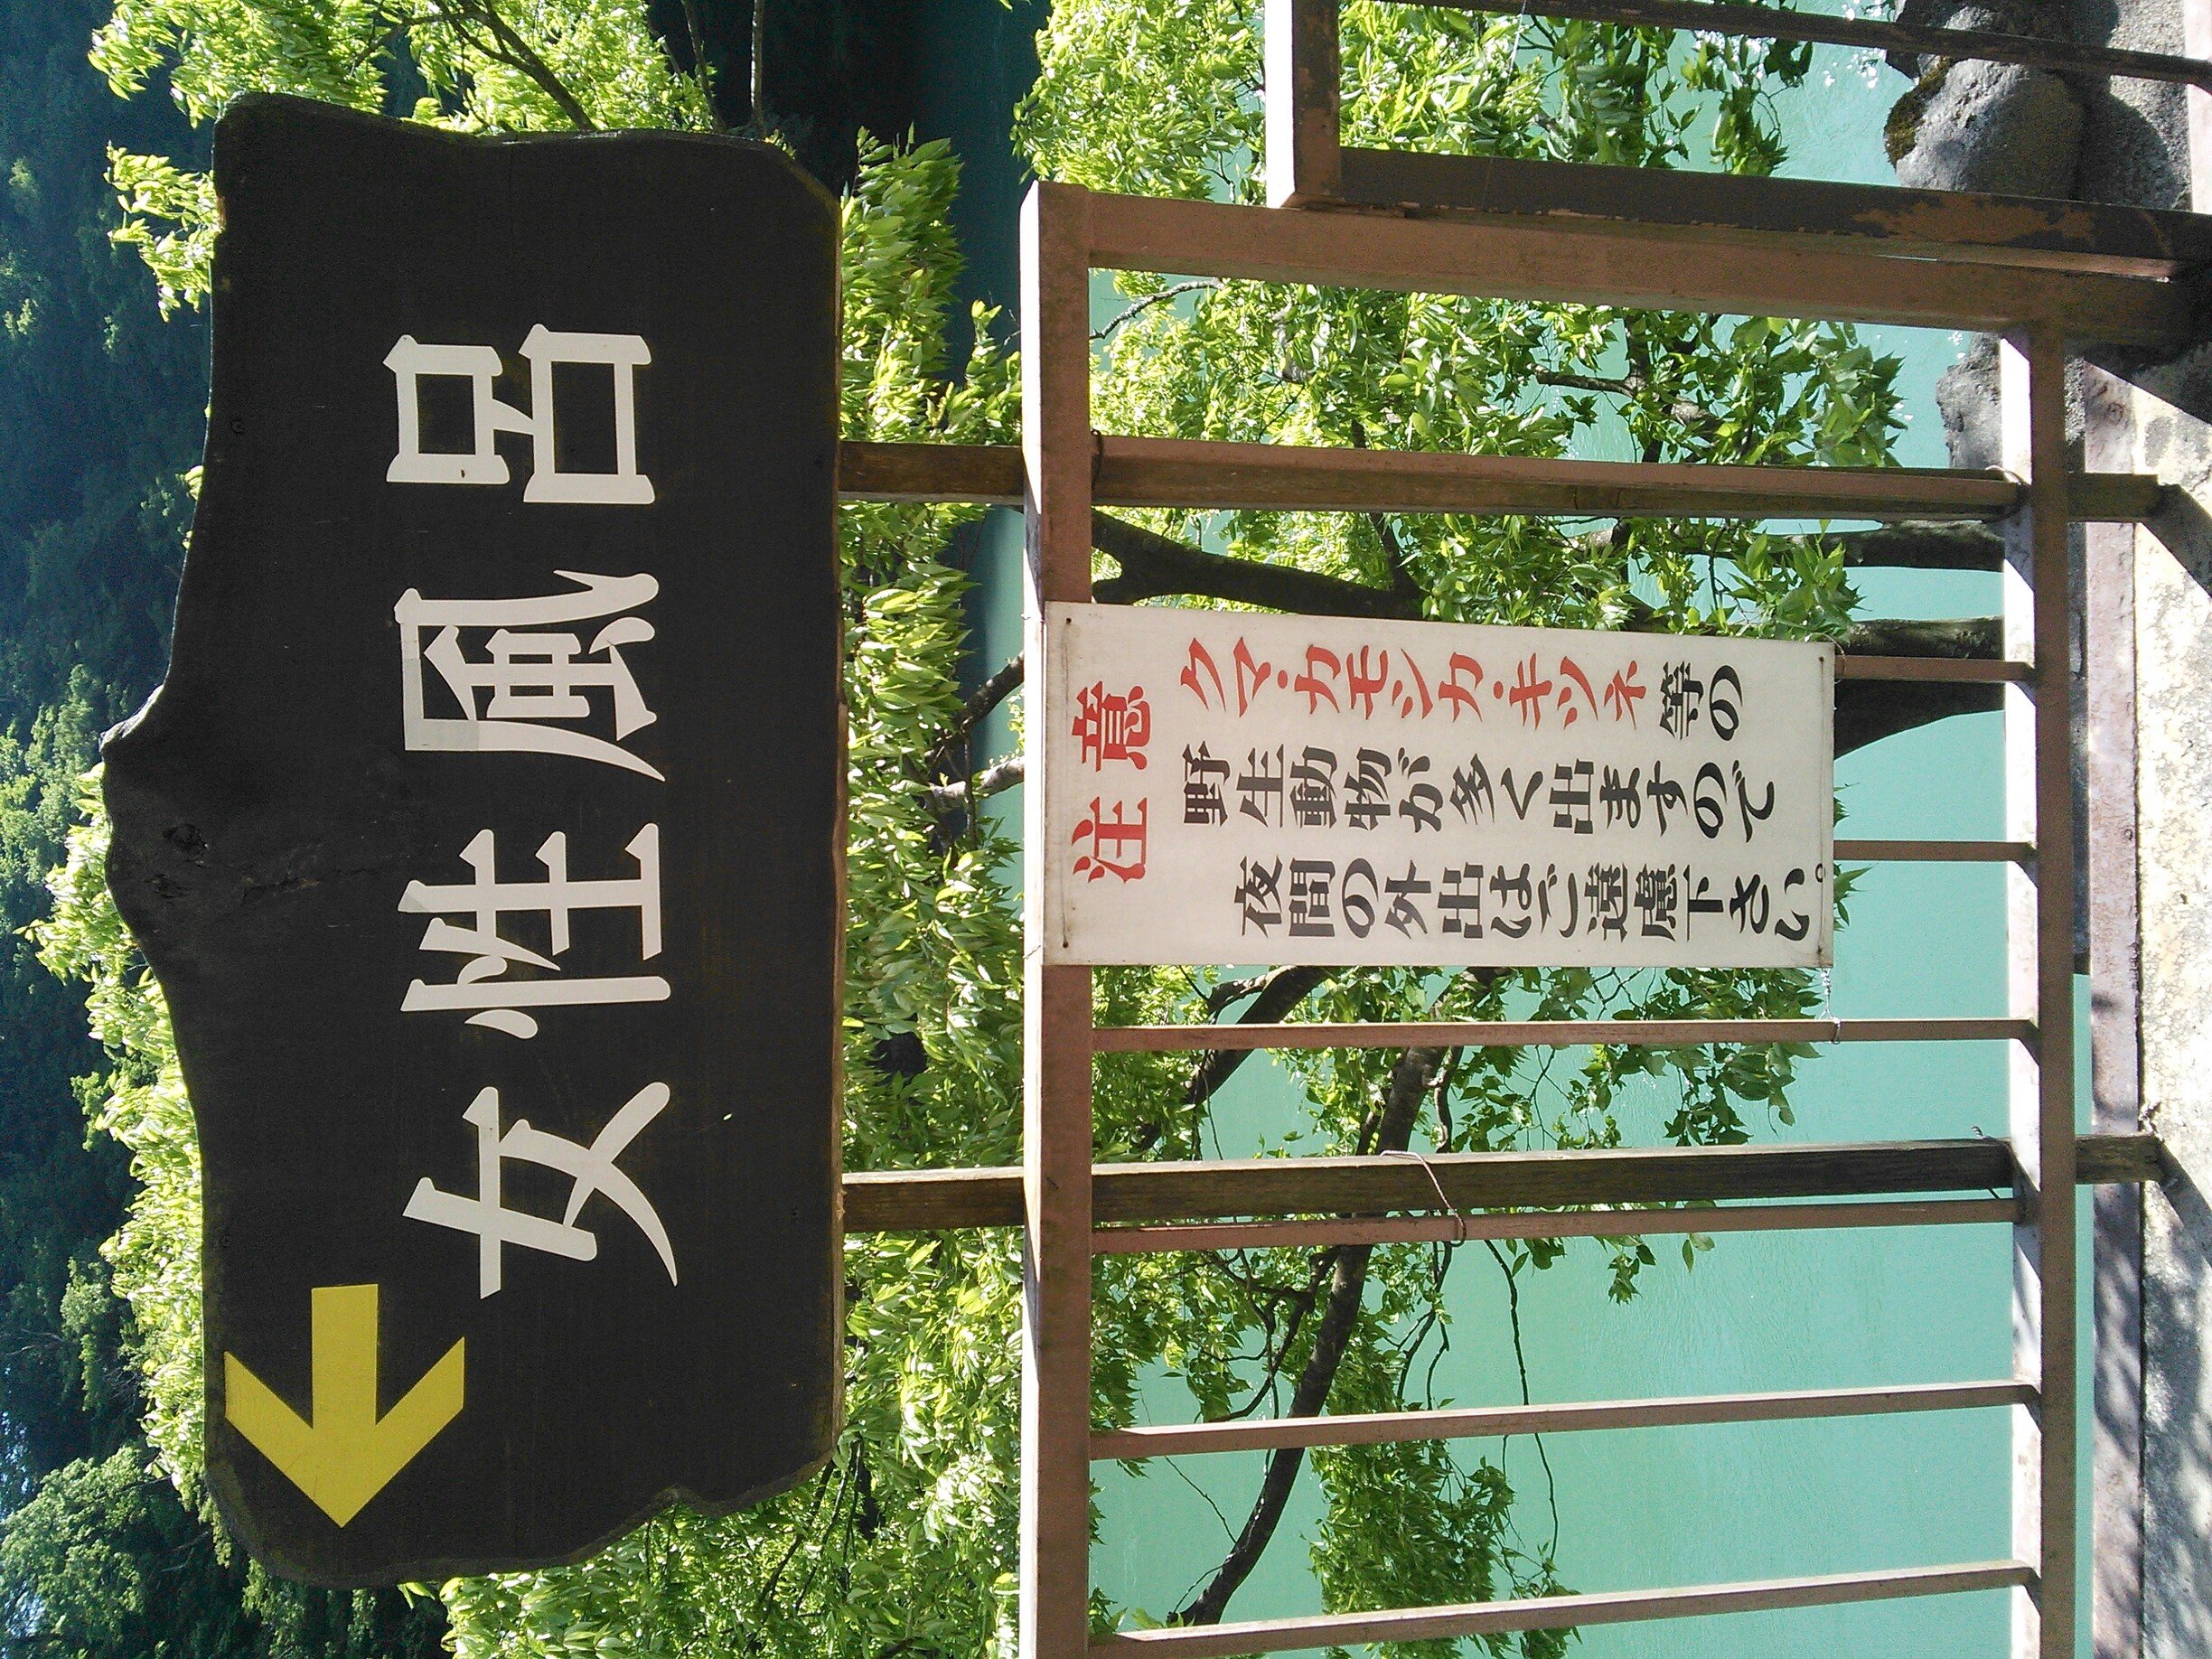 女性風呂
注意
クマ・カモシカ・キツネ等の
野生動物が多く出ますので
夜間の外出はご遠慮下さい。